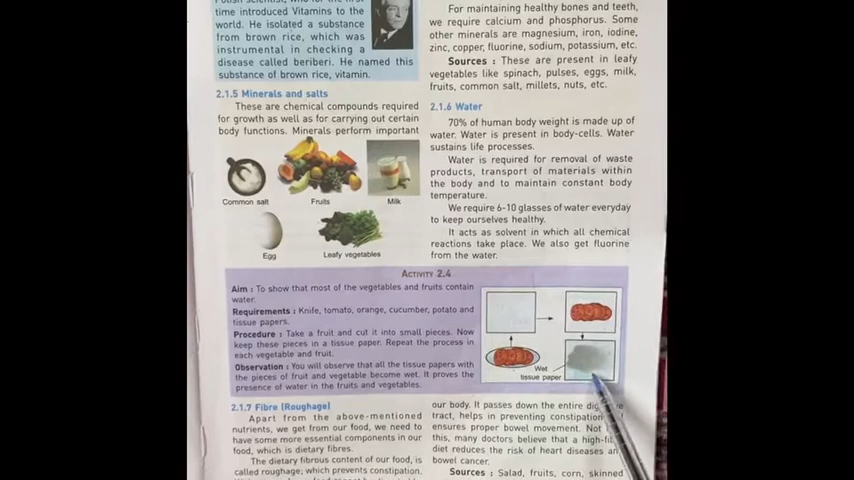 Polish scientist, who for the first
time introduced Vitamins to the
world. He isolated a substance
from brown rice, which was
instrumental in checking a
disease called beriberi. He named this
substance of brown rice, vitamin.
2.1.5 Minerals and salts
These are chemical compounds required
for growth as well as for carrying out certain
body functions. Minerals perform important
Common salt
Fruits
Milk
Egg
Leafy vegetables
For maintaining healthy bones and teeth,
we require calcium and phosphorus. Some
other minerals are magnesium, iron, iodine,
zinc, copper, fluorine, sodium, potassium, etc.
Sources : These are present in leafy
vegetables like spinach, pulses, eggs, milk,
fruits, common salt, millets, nuts, etc.
2.1.6 Water
70% of human body weight is made up of
water. Water is present in body-cells. Water
sustains life processes.
Water is required for removal of waste
products, transport of materials within
the body and to maintain constant body
temperature.
We require 6-10 glasses of water everyday
to keep ourselves healthy.
It acts as solvent in which all chemical
reactions take place. We also get fluorine
from the water.
ACTIVITY 2.4
Aim : To show that most of the vegetables and fruits contain
water.
Requirements : Knife, tomato, orange, cucumber, potato and
tissue papers.
Procedure : Take a fruit and cut it into small pieces. Now
keep these pieces in a tissue paper. Repeat the process in
each vegetable and fruit.
Observation : You will observe that all the tissue papers with
the pieces of fruit and vegetable become wet. It proves the
presence of water in the fruits and vegetables.
Wet
tissue paper
2.1.7 Fibre (Roughage)
Apart from the above-mentioned
nutrients, we get from our food, we need to
have some more essential components in our
food, which is dietary fibres.
The dietary fibrous content of our food, is
called roughage; which prevents constipation.
our body. It passes down the entire
tract, helps in preventing constipation
ensures proper bowel movement. Not
this, many doctors believe that a high-
diet reduces the risk of heart diseases
bowel cancer.
Sources : Salad, fruits, corn, skinned